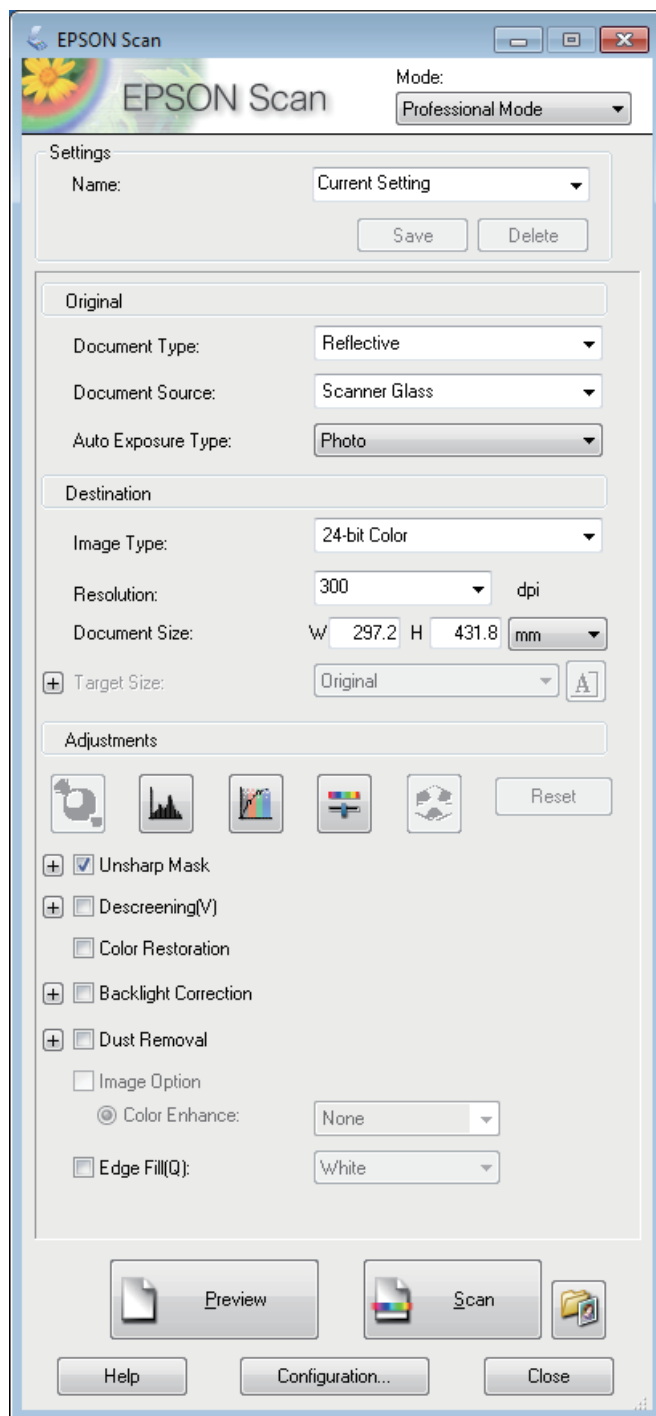 EPSON Scan
EPSON Scan
Mode:
Professional Mode
Settings
Name: Current Setting
Save Delete
Original
Document Type: Reflective
Document Source: Scanner Glass
Auto Exposure Type: Photo
Destination
Image Type: 24-bit Color
Resolution: 300 dpi
Document Size: W 297.2 H 431.8 mm
Target Size: Original A
Adjustments
Reset
Unsharp Mask
Descreening(V)
Color Restoration
Backlight Correction
Dust Removal
Image Option
Color Enhance: None
Edge Fill(Q): White
Preview Scan
Help Configuration... Close